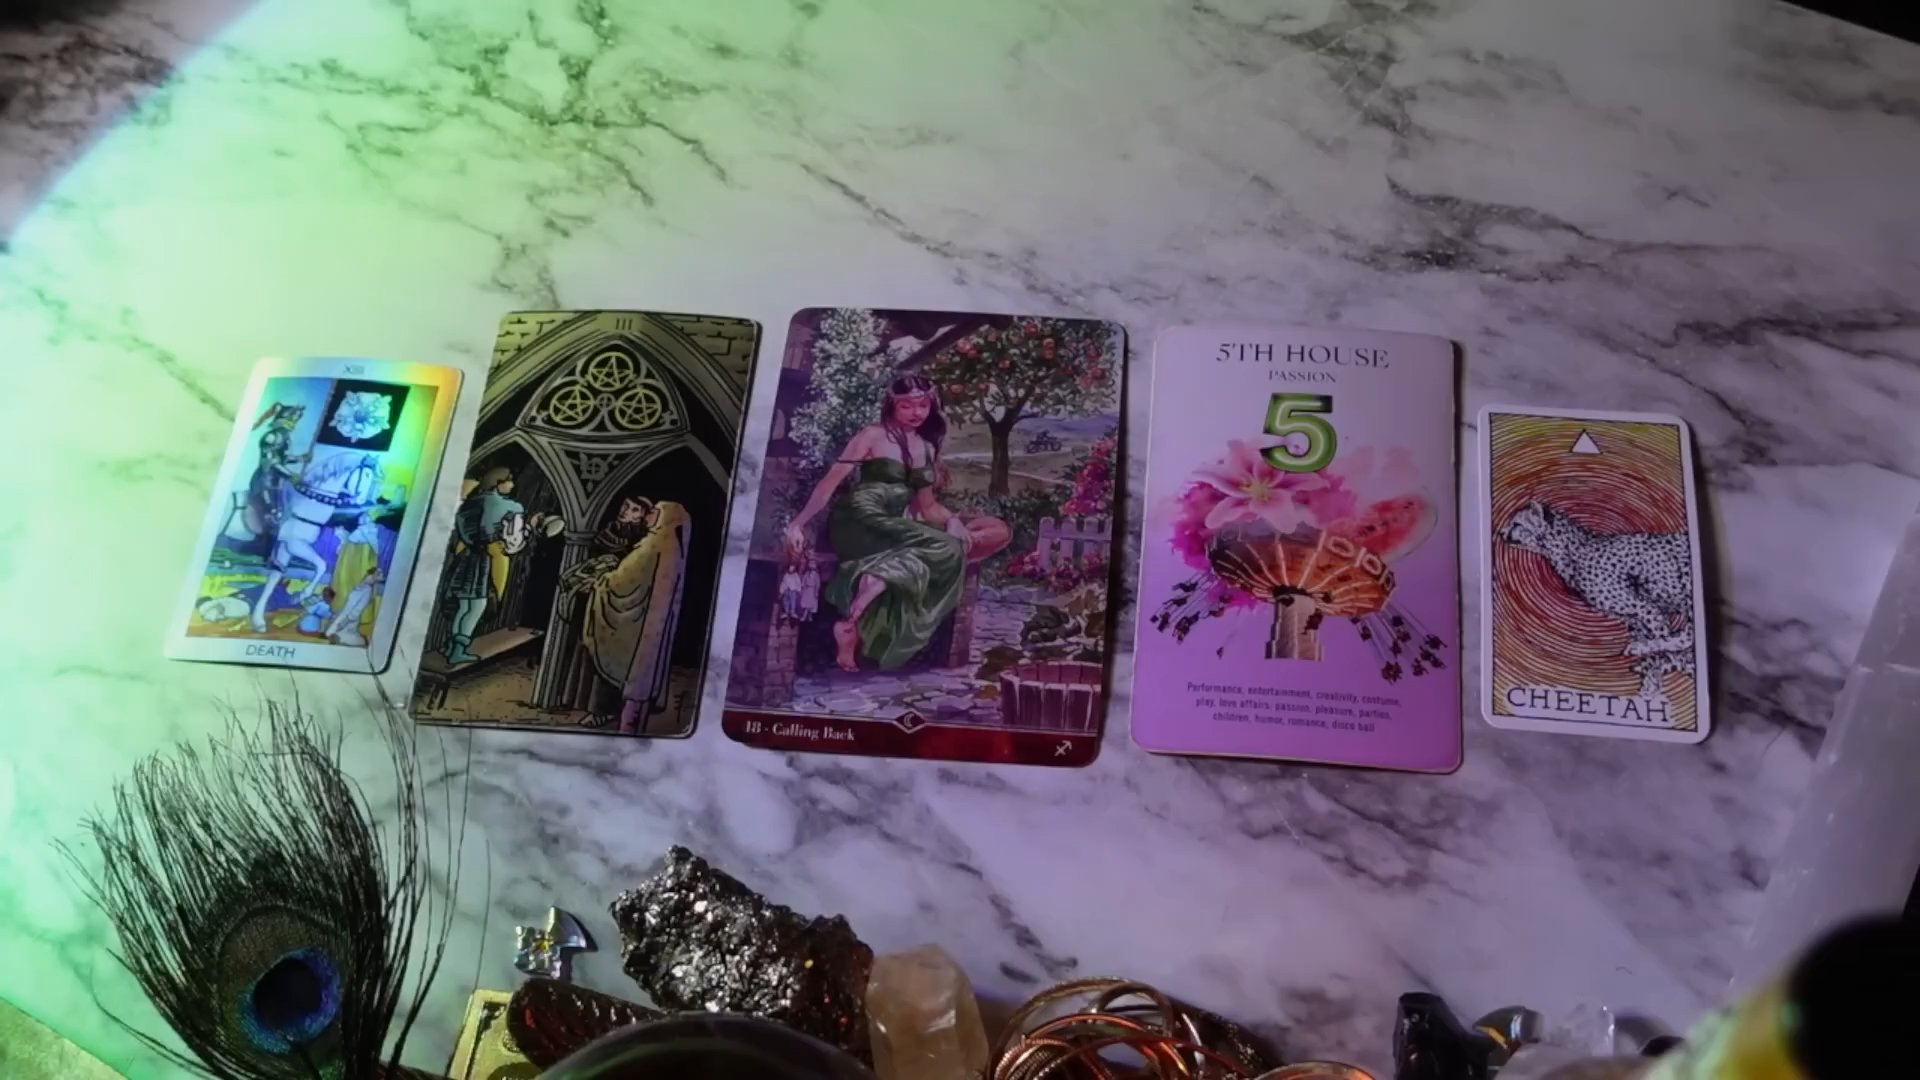 XIII
DEATH
III
18 - Calling Back
5TH HOUSE
PASSION
5
Performance, entertainment, creativity, costume,
play, love affairs, passion, pleasure, parties,
children, humor, romance, disco ball
CHEETAH